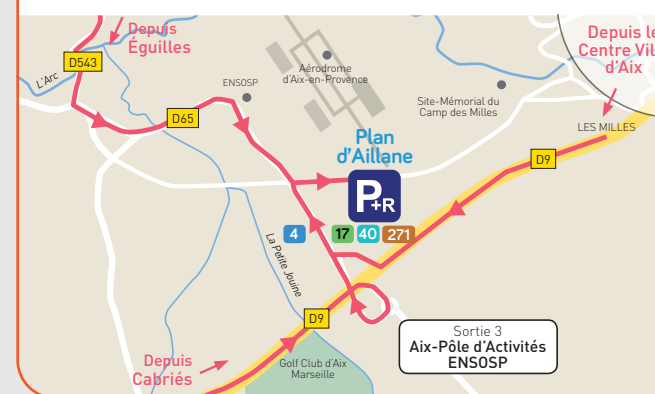 Depuis
Éguilles
Depuis le
Centre Vil
d'Aix
D543
L'Arc
ENSOSP
Aérodrome
d'Aix-en-Provence
Site-Mémorial du
Camp des Milles
D65
LES MILLES
Plan
d'Aillane
D9
P+R
4
17
40
271
La Petite Jouine
D9
Sortie 3
Aix-Pôle d'Activités
ENSOSP
Depuis
Cabriés
Golf Club d'Aix
Marseille